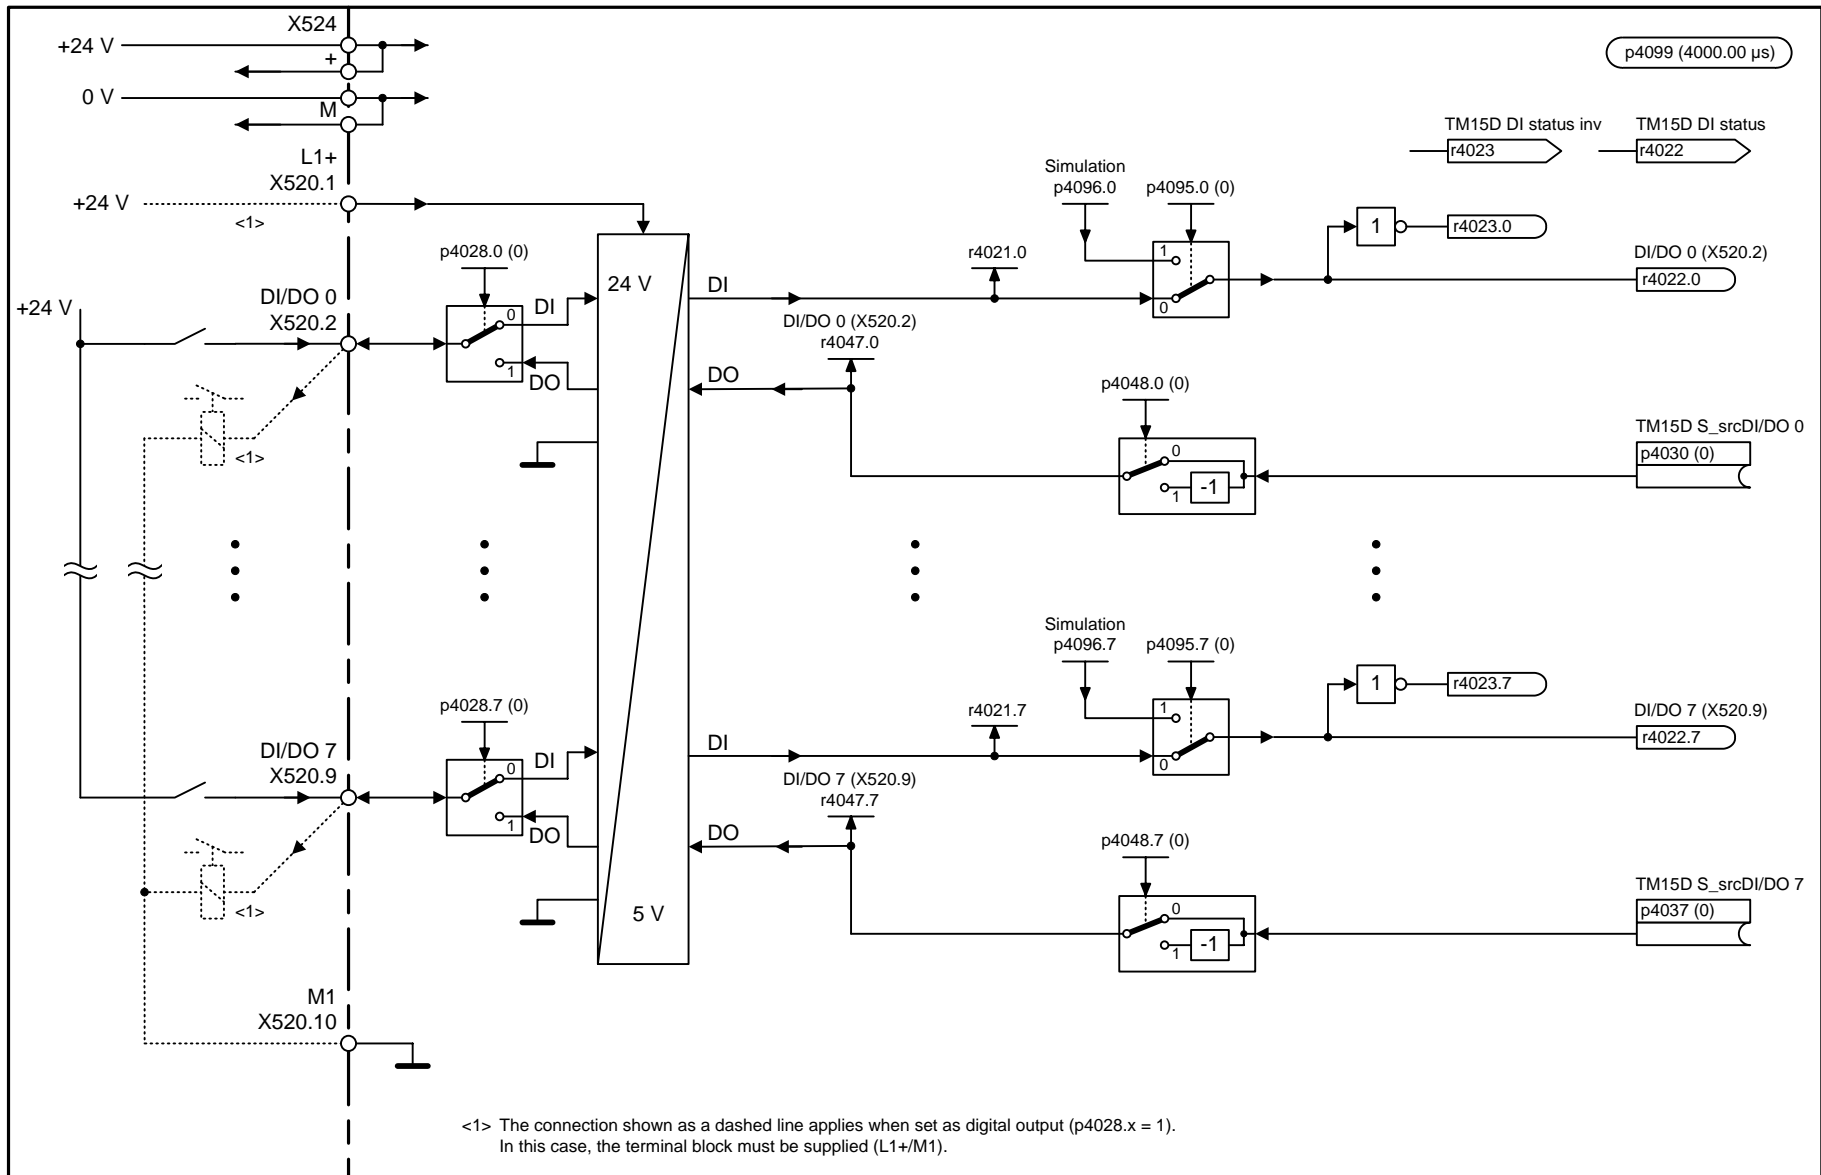 X524
+24 V
+
p4099 (4000.00 µs)
0 V
M
TM15D DI status inv
TM15D DI status
r4023
r4022
L1+
X520.1
Simulation
p4096.0
p4095.0 (0)
+24 V
<1>
1
r4023.0
p4028.0 (0)
r4021.0
1
0
DI/DO 0 (X520.2)
r4022.0
24 V
DI
DI/DO 0
X520.2
+24 V
0
DI
1
DO
DI/DO 0 (X520.2)
r4047.0
DO
p4048.0 (0)
TM15D S_srcDI/DO 0
p4030 (0)
0
1
-1
<1>
Simulation
p4096.7
p4095.7 (0)
1
r4023.7
p4028.7 (0)
r4021.7
1
0
DI/DO 7 (X520.9)
r4022.7
DI
DI/DO 7
X520.9
0
DI
1
DO
DI/DO 7 (X520.9)
r4047.7
DO
p4048.7 (0)
TM15D S_srcDI/DO 7
p4037 (0)
0
1
-1
<1>
5 V
M1
X520.10
<1> The connection shown as a dashed line applies when set as digital output (p4028.x = 1).
In this case, the terminal block must be supplied (L1+/M1).